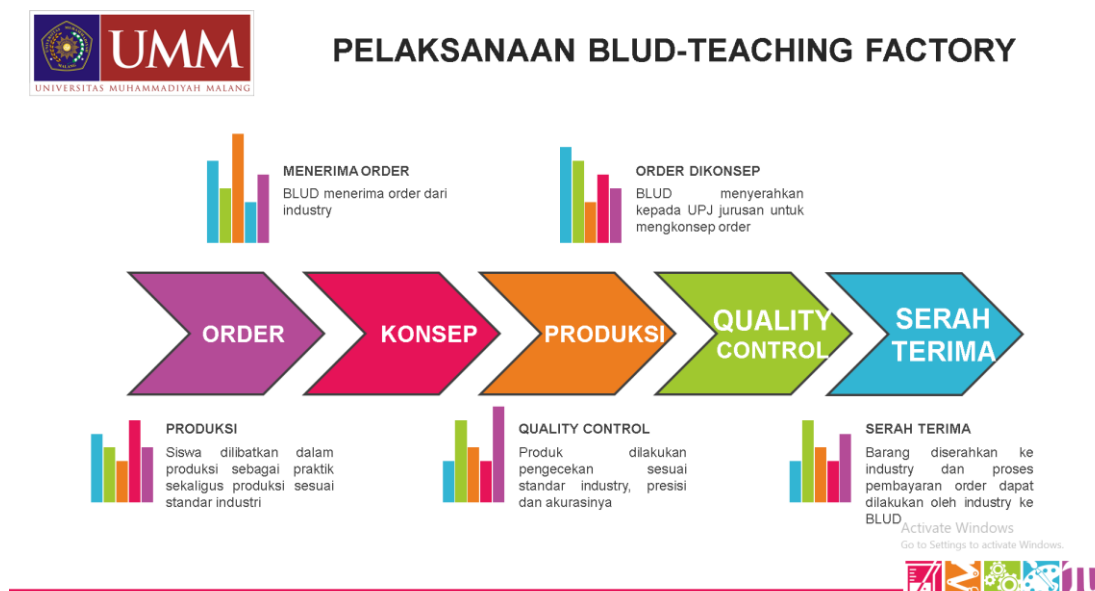 UMM
UNIVERSITAS MUHAMMADIYAH MALANG
PELAKSANAAN BLUD-TEACHING FACTORY
MENERIMA ORDER
BLUD menerima order dari
industry
ORDER DIKONSEP
BLUD menyerahkan
kepada UPJ jurusan untuk
mengkonsep order
ORDER
KONSEP
PRODUKSI
QUALITY
CONTROL
SERAH
TERIMA
PRODUKSI
Siswa dilibatkan dalam
produksi sebagai praktik
sekaligus produksi sesuai
standar industri
QUALITY CONTROL
Produk dilakukan
pengecekan sesuai
standar industry, presisi
dan akurasinya
SERAH TERIMA
Barang diserahkan ke
industry dan proses
pembayaran order dapat
dilakukan oleh industry ke
BLUD
Activate Windows
Go to Settings to activate Windows.